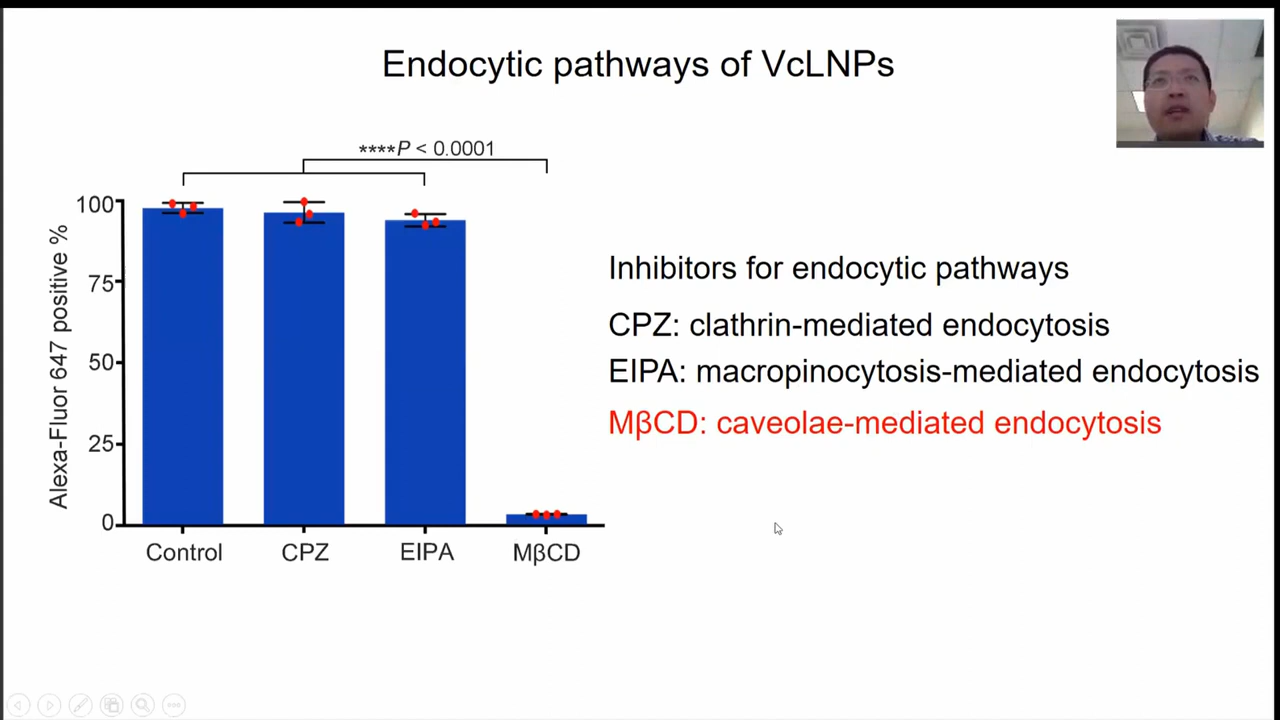 Endocytic pathways of VcLNPs
****P < 0.0001
Alexa-Fluor 647 positive %
100
75
50
25
0
Control
CPZ
EIPA
MβCD
Inhibitors for endocytic pathways
CPZ: clathrin-mediated endocytosis
EIPA: macropinocytosis-mediated endocytosis
MβCD: caveolae-mediated endocytosis